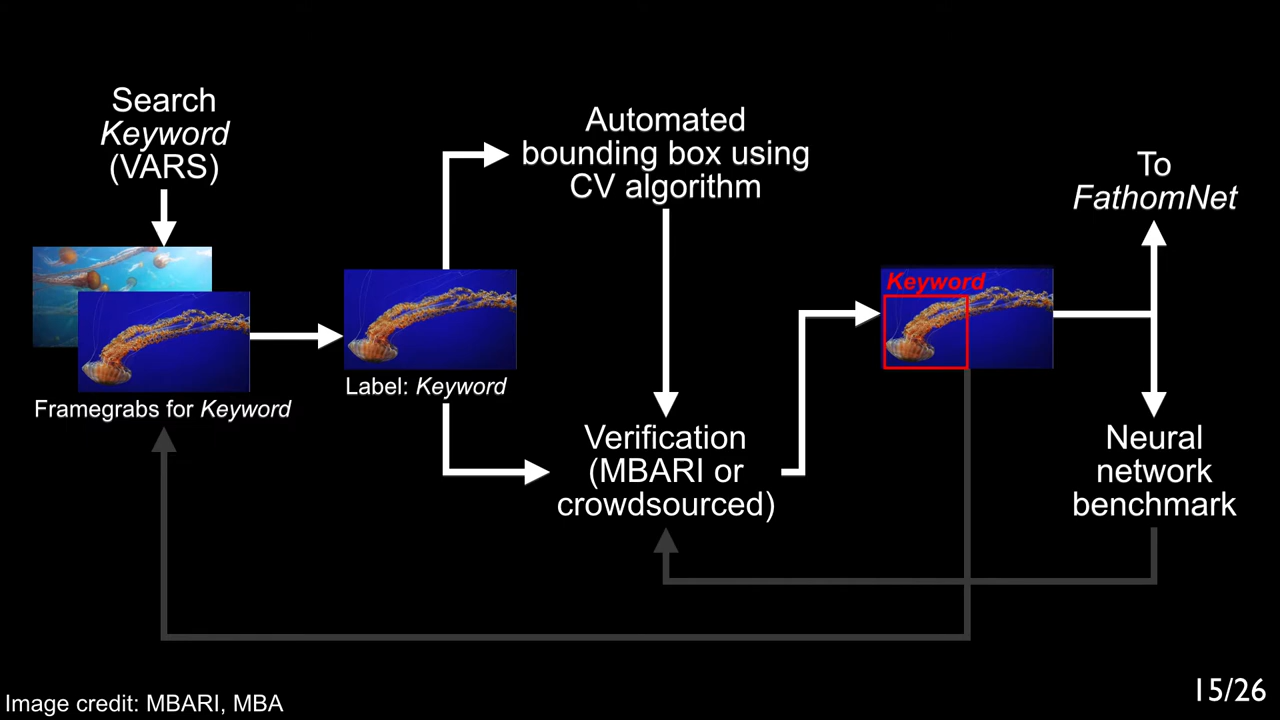 Search
Keyword
(VARS)
Framegrabs for Keyword
Label: Keyword
Automated
bounding box using
CV algorithm
Verification
(MBARI or
crowdsourced)
Keyword
To
FathomNet
Neural
network
benchmark
Image credit: MBARI, MBA
15/26